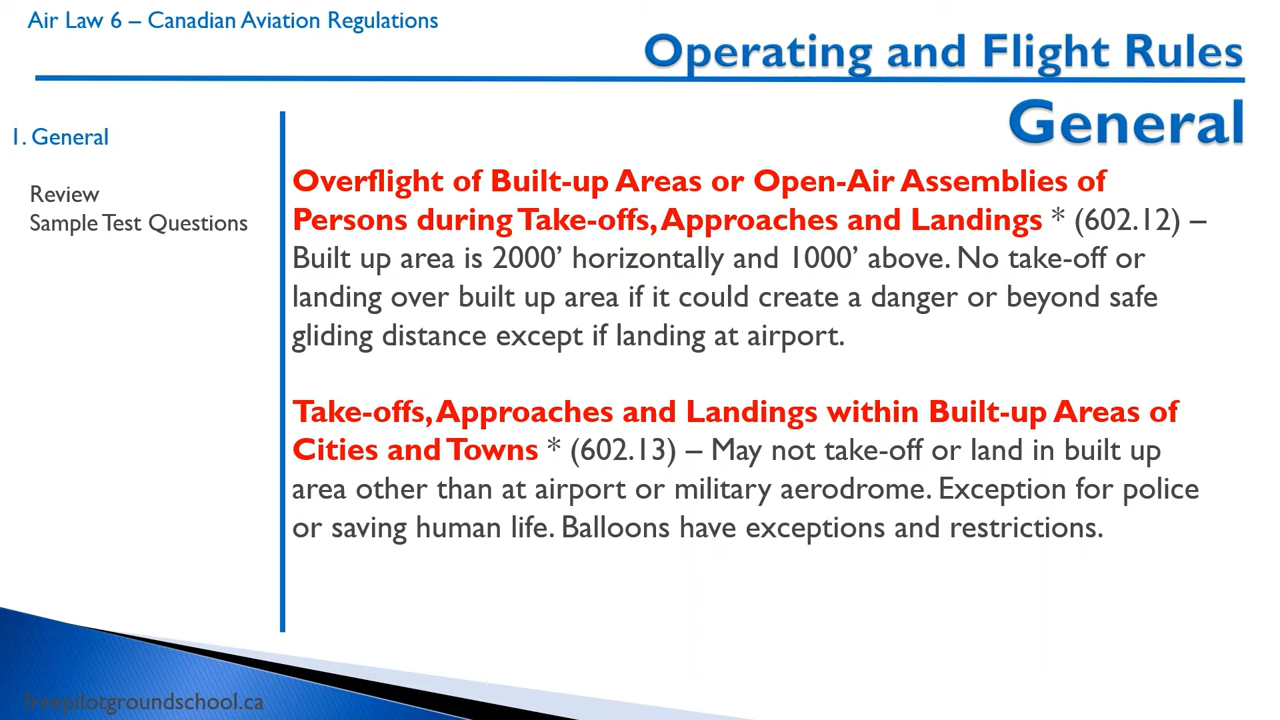 Air Law 6 – Canadian Aviation Regulations
Operating and Flight Rules
General
1. General
Review
Sample Test Questions
Overflight of Built-up Areas or Open-Air Assemblies of
Persons during Take-offs, Approaches and Landings * (602.12) –
Built up area is 2000’ horizontally and 1000’ above. No take-off or
landing over built up area if it could create a danger or beyond safe
gliding distance except if landing at airport.
Take-offs, Approaches and Landings within Built-up Areas of
Cities and Towns * (602.13) – May not take-off or land in built up
area other than at airport or military aerodrome. Exception for police
or saving human life. Balloons have exceptions and restrictions.
freepilotgroundschool.ca